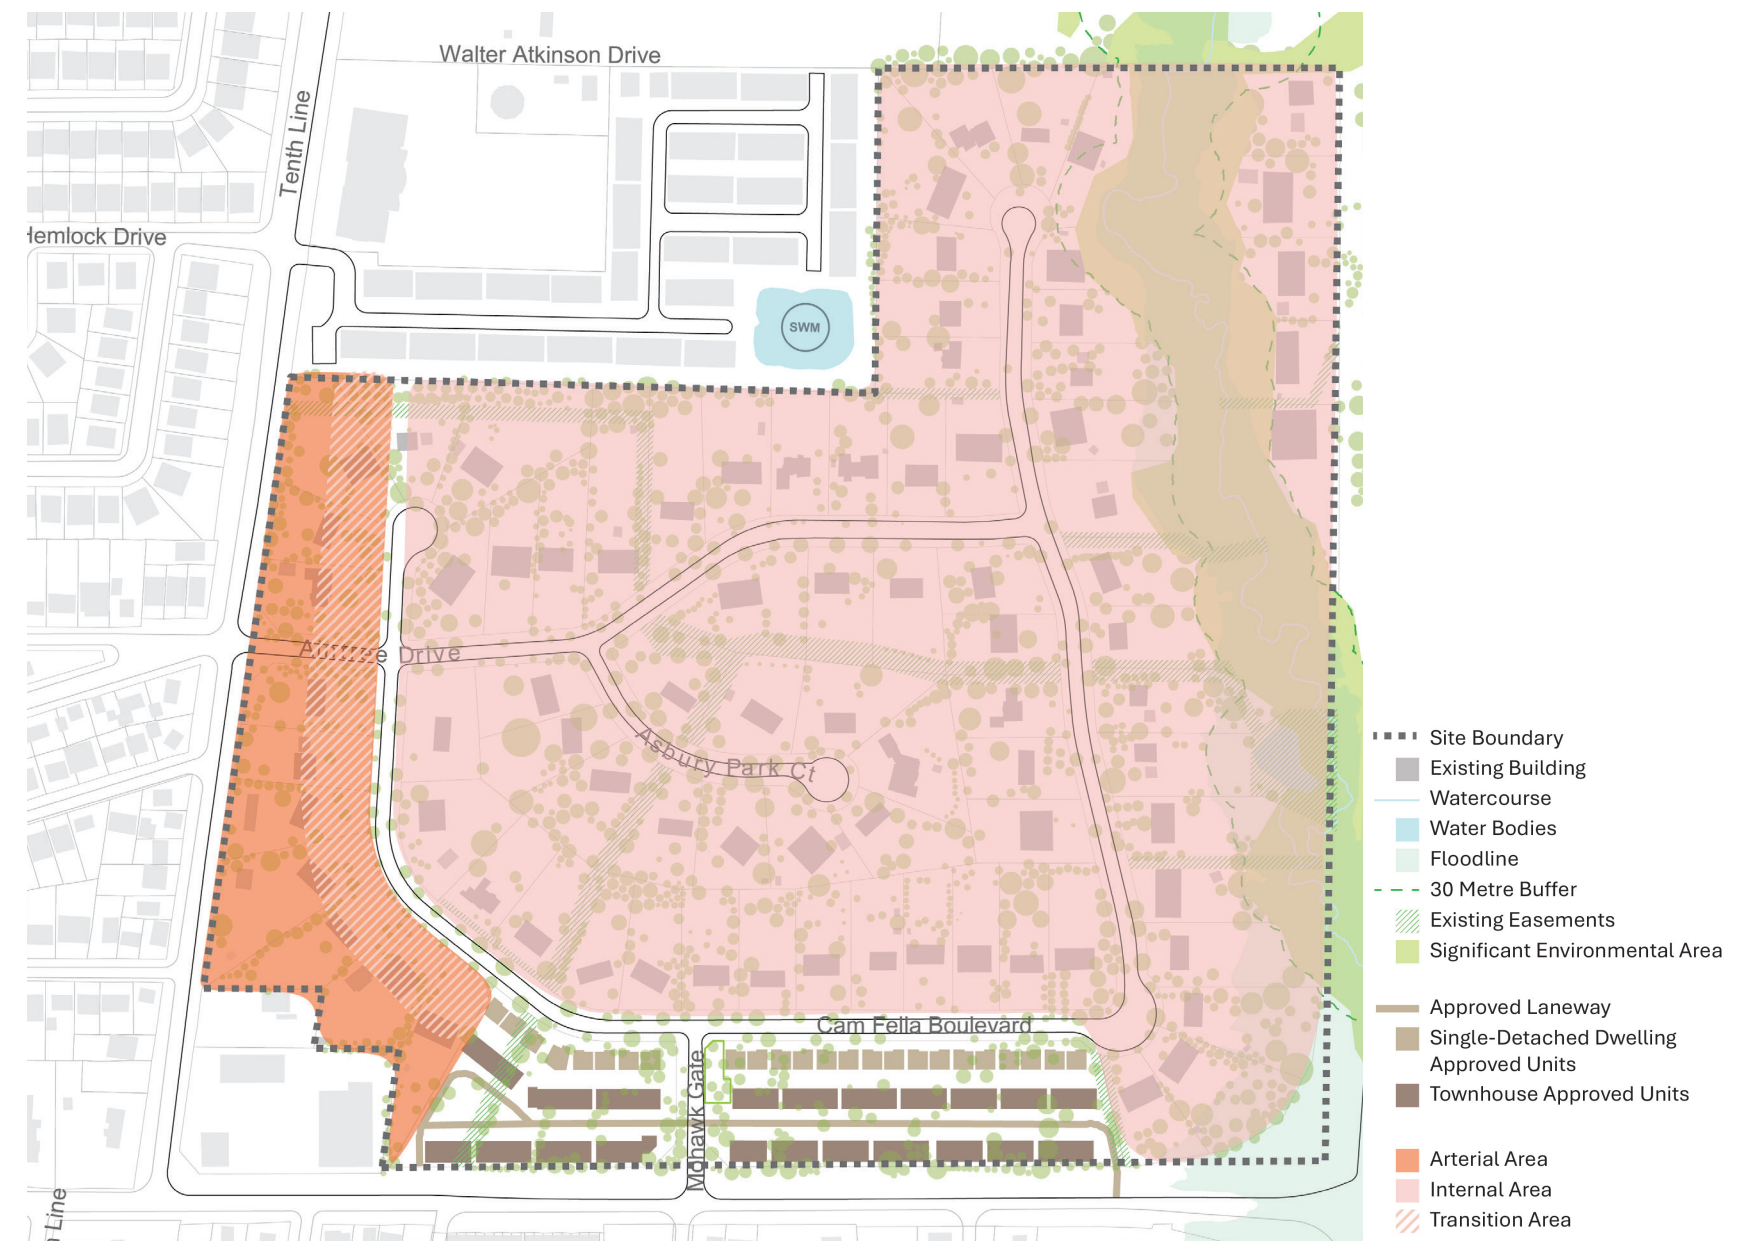 Walter Atkinson Drive
Tenth Line
Hemlock Drive
SWM
Drive
Asbury Park Ct
Cam Fella Boulevard
Mohawk Gate
Line
Site Boundary
Existing Building
Watercourse
Water Bodies
Floodline
30 Metre Buffer
Existing Easements
Significant Environmental Area
Approved Laneway
Single-Detached Dwelling
Approved Units
Townhouse Approved Units
Arterial Area
Internal Area
Transition Area